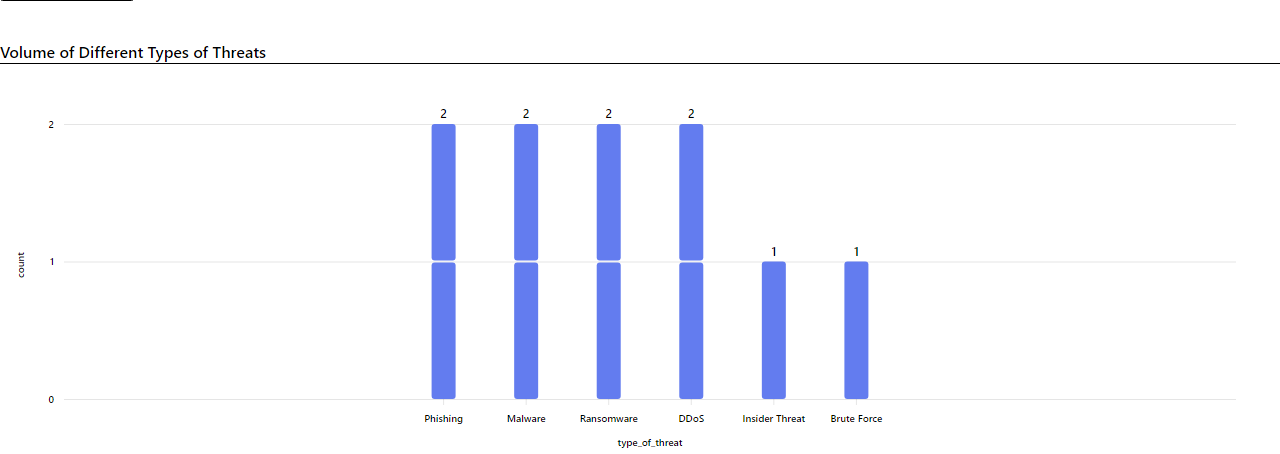 Volume of Different Types of Threats
2 2 2 2
2
1 1
1
count
0
Phishing Malware Ransomware DDoS Insider Threat Brute Force
type_of_threat